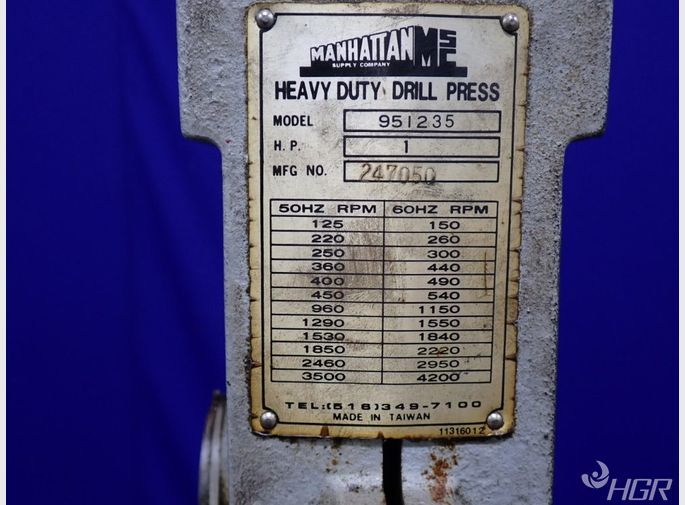 MANHATTAN MSC
SUPPLY COMPANY
HEAVY DUTY DRILL PRESS
MODEL 951235
H.P. 1
MFG NO. 247050
50HZ RPM 60HZ RPM
125 150
220 260
250 300
360 440
400 490
450 540
960 1150
1290 1550
1530 1840
1850 2220
2460 2950
3500 4200
TEL:(516)349-7100
MADE IN TAIWAN
11316012
HGR